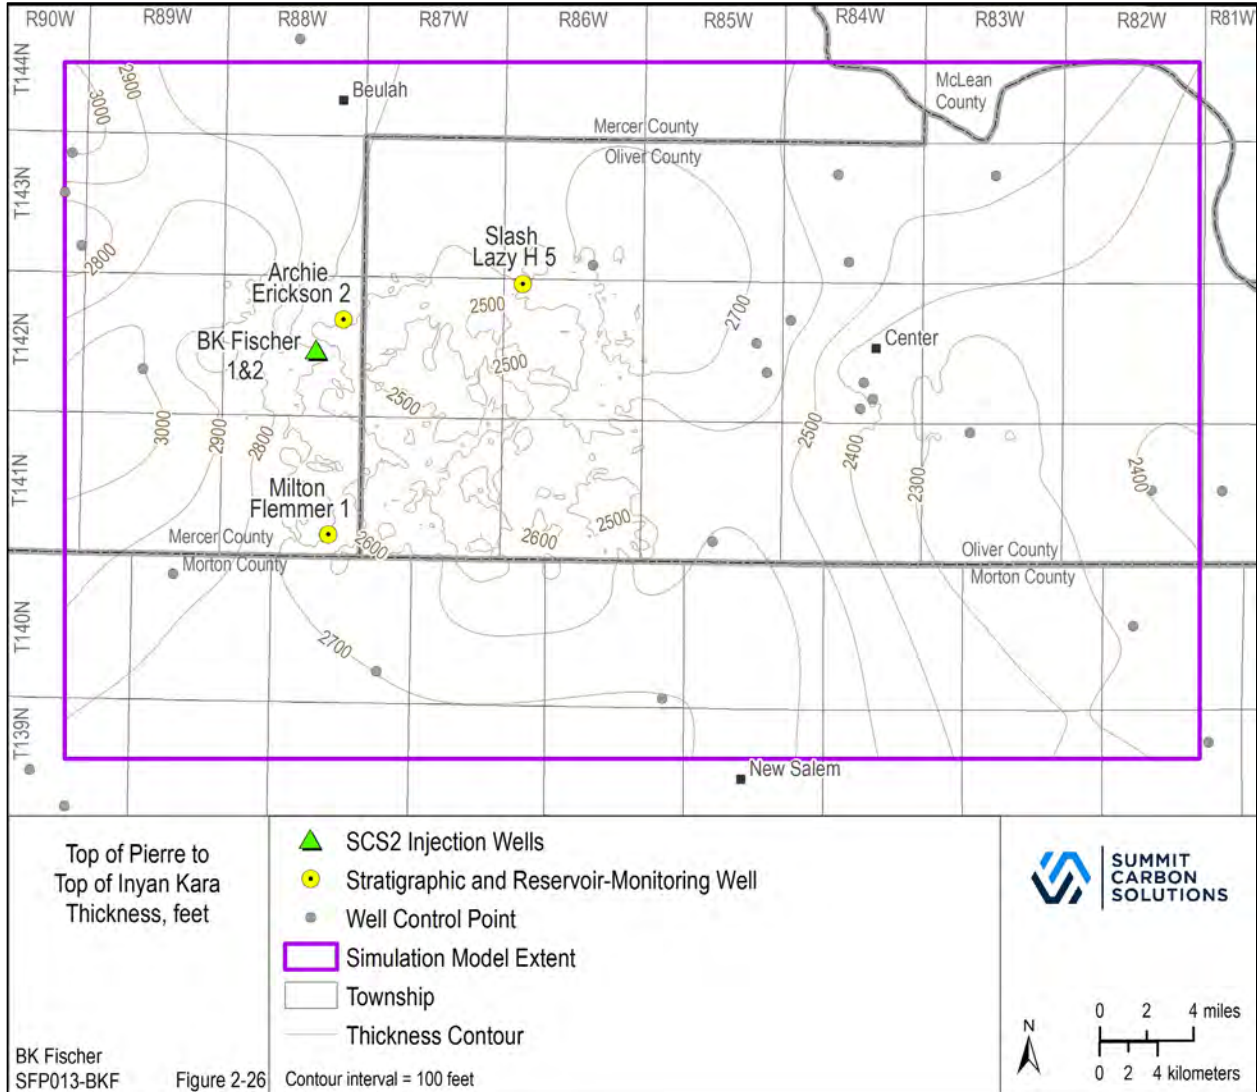 R90W R89W R88W R87W R86W R85W R84W R83W R82W R81W
T144N
T143N
T142N
T141N
T140N
T139N
2900
3000
Beulah
McLean
County
Mercer County
Oliver County
2800
Slash
Lazy H 5
Archie
Erickson 2
2500
2700
BK Fischer
1&2
Center
2500
2500
3000
2900
2800
2500
2400
2300
2400
Milton
Flemmer 1
2500
2600
2600
Mercer County
Morton County
Oliver County
Morton County
2700
New Salem
Top of Pierre to
Top of Inyan Kara
Thickness, feet
BK Fischer
SFP013-BKF
Figure 2-26
SCS2 Injection Wells
Stratigraphic and Reservoir-Monitoring Well
Well Control Point
Simulation Model Extent
Township
Thickness Contour
Contour interval = 100 feet
SUMMIT
CARBON
SOLUTIONS
N
0 2 4 miles
0 2 4 kilometers